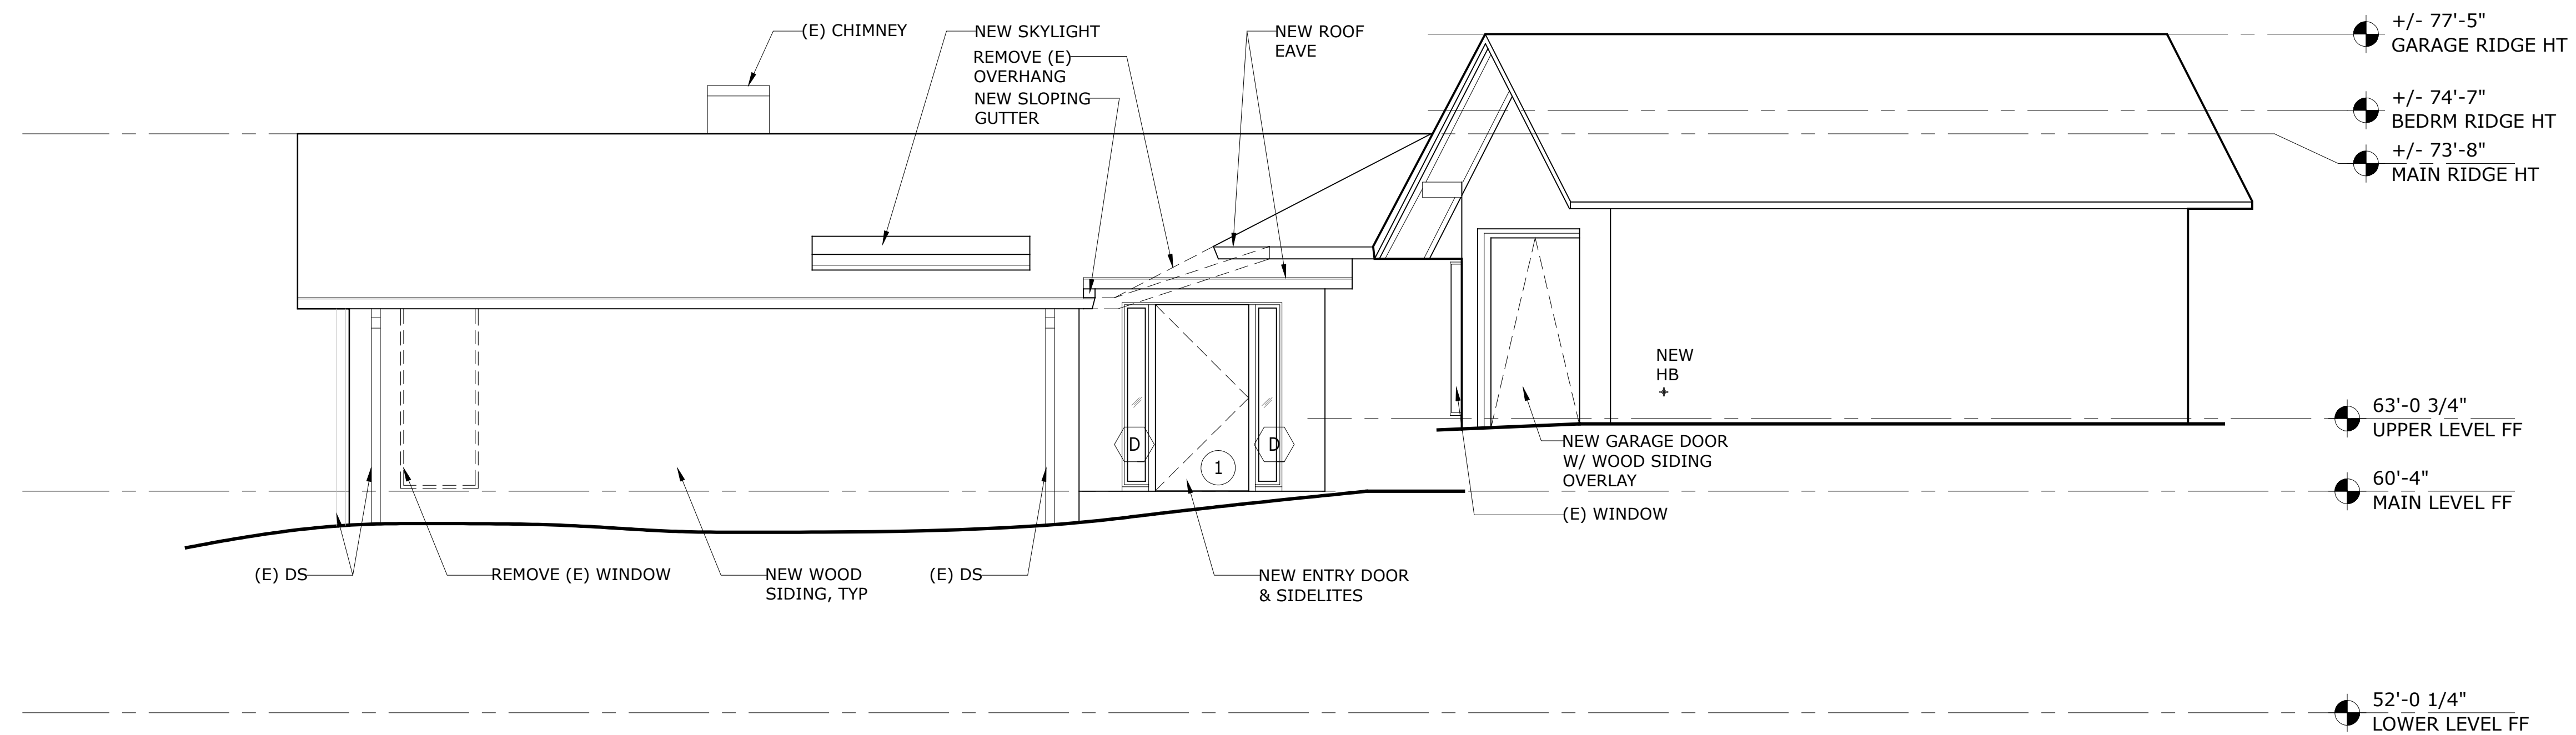 (E) CHIMNEY
NEW SKYLIGHT
REMOVE (E)
OVERHANG
NEW SLOPING
GUTTER
NEW ROOF
EAVE
+/- 77'-5"
GARAGE RIDGE HT
+/- 74'-7"
BEDRM RIDGE HT
+/- 73'-8"
MAIN RIDGE HT
NEW
HB
63'-0 3/4"
UPPER LEVEL FF
D
D
1
NEW GARAGE DOOR
W/ WOOD SIDING
OVERLAY
60'-4"
MAIN LEVEL FF
(E) WINDOW
(E) DS
REMOVE (E) WINDOW
NEW WOOD
SIDING, TYP
(E) DS
NEW ENTRY DOOR
& SIDELITES
52'-0 1/4"
LOWER LEVEL FF